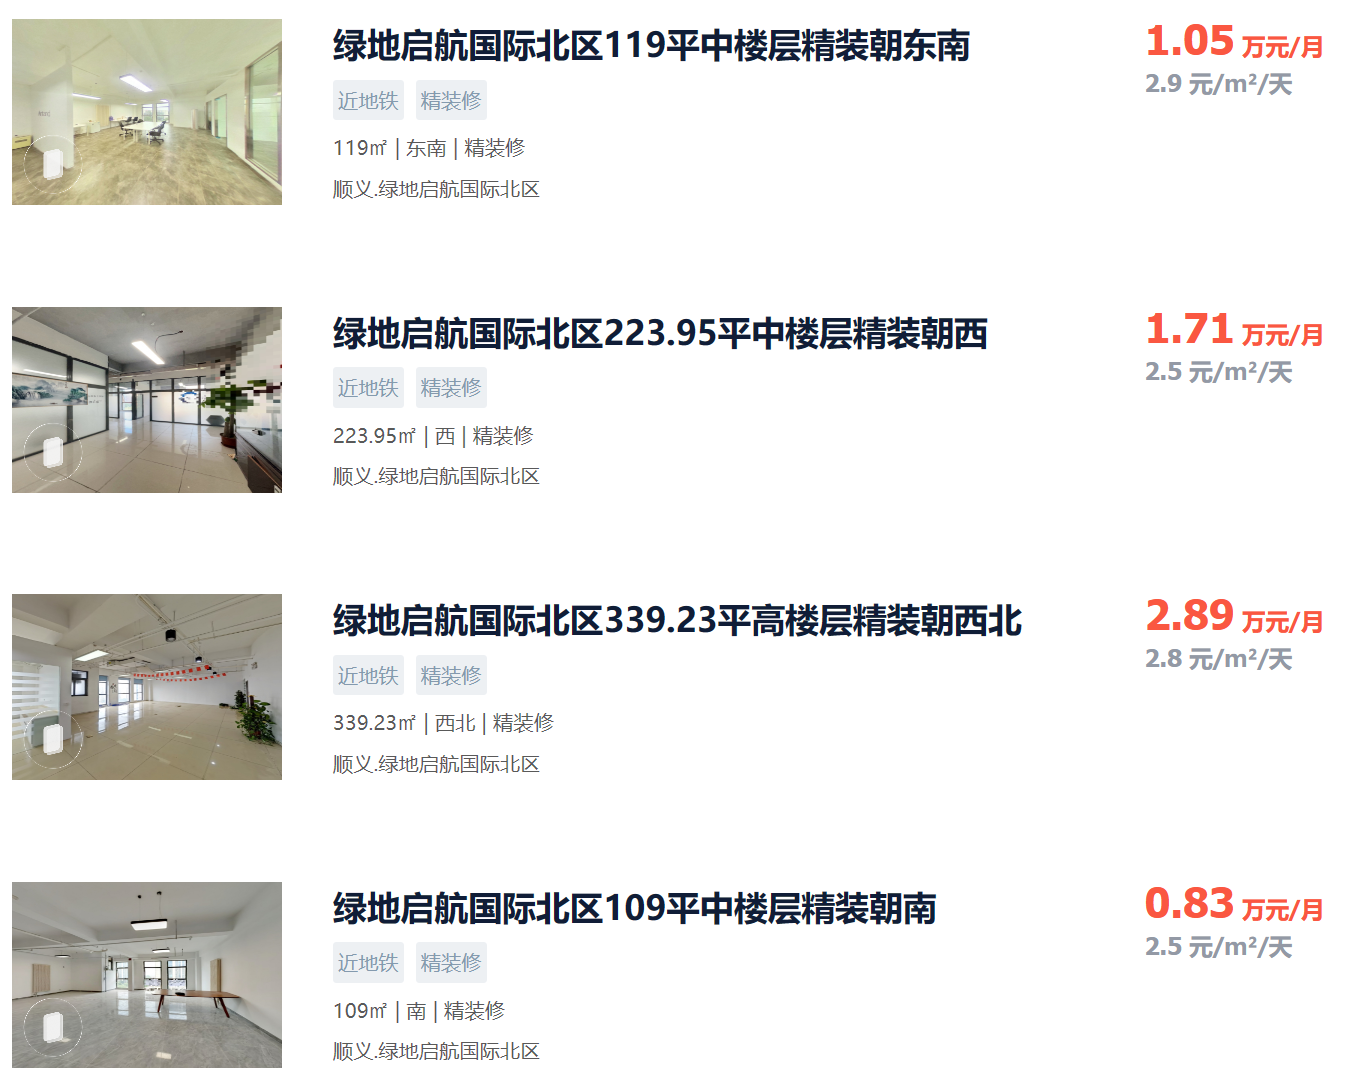 绿地启航国际北区119平中楼层精装朝东南
1.05 万元/月
近地铁 精装修
2.9 元/m²/天
119㎡ | 东南 | 精装修
顺义.绿地启航国际北区
绿地启航国际北区223.95平中楼层精装朝西
1.71 万元/月
近地铁 精装修
2.5 元/m²/天
223.95㎡ | 西 | 精装修
顺义.绿地启航国际北区
绿地启航国际北区339.23平高楼层精装朝西北
2.89 万元/月
近地铁 精装修
2.8 元/m²/天
339.23㎡ | 西北 | 精装修
顺义.绿地启航国际北区
绿地启航国际北区109平中楼层精装朝南
0.83 万元/月
近地铁 精装修
2.5 元/m²/天
109㎡ | 南 | 精装修
顺义.绿地启航国际北区